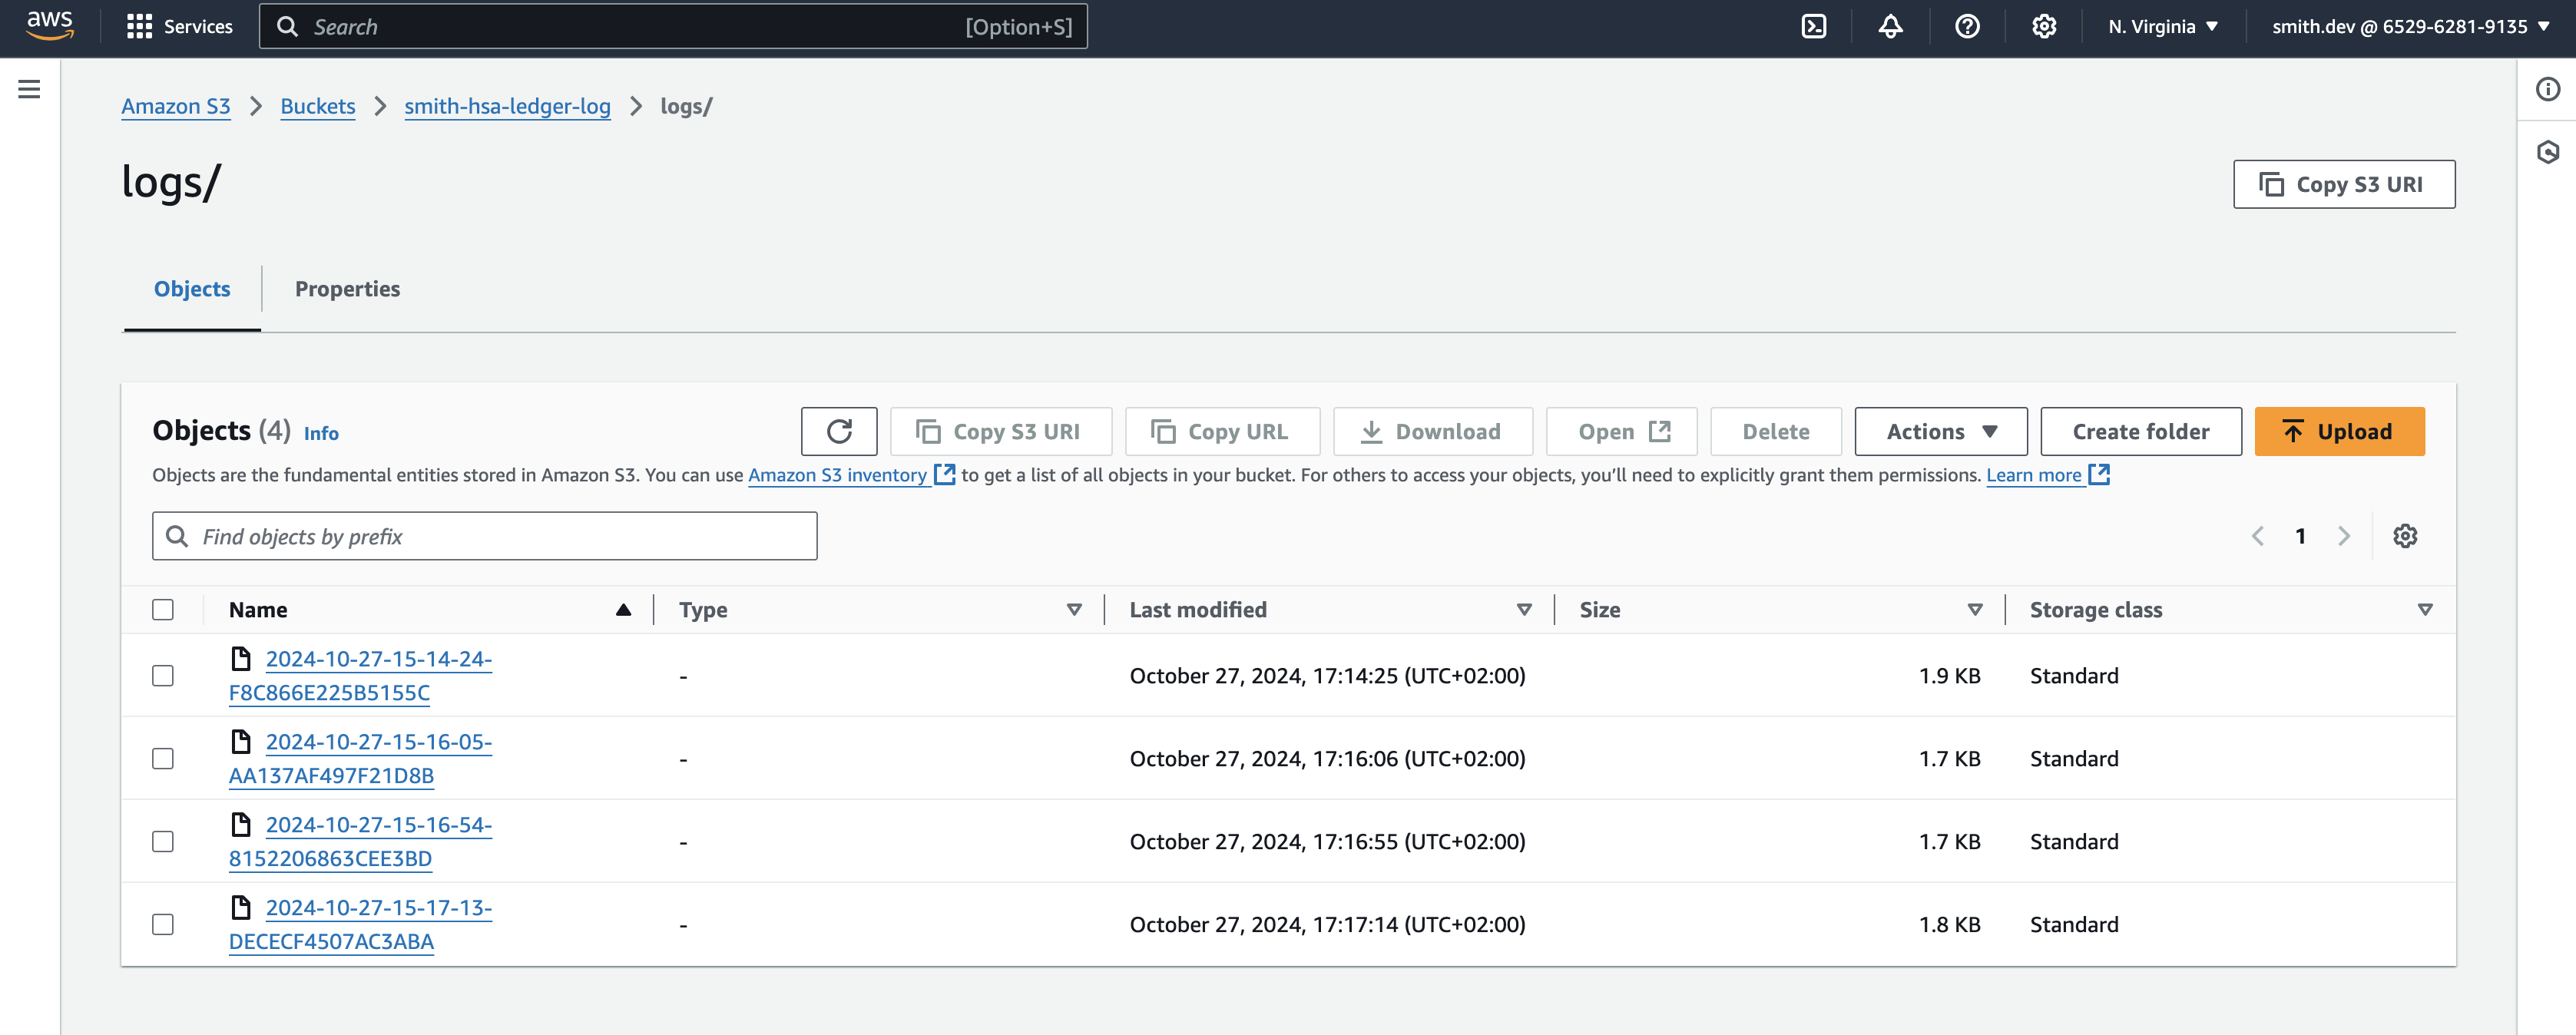 aws
Services
Search [Option+S]
N. Virginia
smith.dev @ 6529-6281-9135
Amazon S3
Buckets
smith-hsa-ledger-log
logs/
logs/
Copy S3 URI
Objects
Properties
Objects (4) Info
Copy S3 URI
Copy URL
Download
Open
Delete
Actions
Create folder
Upload
Objects are the fundamental entities stored in Amazon S3. You can use Amazon S3 inventory to get a list of all objects in your bucket. For others to access your objects, you’ll need to explicitly grant them permissions. Learn more
Find objects by prefix
1
Name Type Last modified Size Storage class
2024-10-27-15-14-24-
F8C866E225B5155C
- October 27, 2024, 17:14:25 (UTC+02:00) 1.9 KB Standard
2024-10-27-15-16-05-
AA137AF497F21D8B
- October 27, 2024, 17:16:06 (UTC+02:00) 1.7 KB Standard
2024-10-27-15-16-54-
8152206863CEE3BD
- October 27, 2024, 17:16:55 (UTC+02:00) 1.7 KB Standard
2024-10-27-15-17-13-
DECECF4507AC3ABA
- October 27, 2024, 17:17:14 (UTC+02:00) 1.8 KB Standard